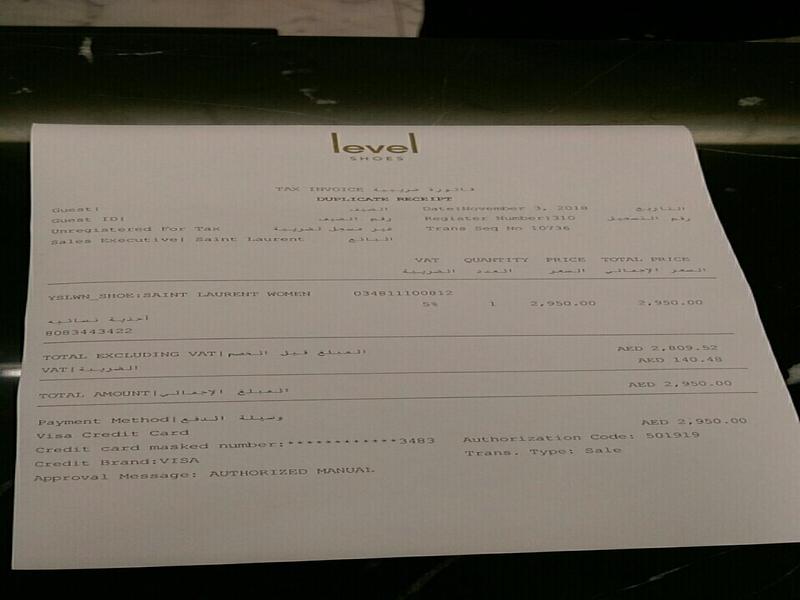 level
SHOES
TAX INVOICE فاتورة ضريبية
DUPLICATE RECEIPT
Guest| الضيف Date:November 3, 2018 التاريخ
Guest ID| رقم الضيف Register Number:310 رقم التسجيل
Unregistered For Tax غير مسجل لضريبة Trans Seq No 10736
Sales Executive| Saint Laurent البائع
VAT QUANTITY PRICE TOTAL PRICE
الضريبة العدد السعر السعر الإجمالي
YSLWN_SHOE:SAINT LAURENT WOMEN 034811100812
5% 1 2,950.00 2,950.00
أحذية نسائيه
8083443422
TOTAL EXCLUDING VAT| المبلغ قبل الخصم AED 2,809.52
VAT| الضريبة AED 140.48
TOTAL AMOUNT| المبلغ الإجمالي AED 2,950.00
Payment Method| وسيلة الدفع AED 2,950.00
Visa Credit Card
Credit card masked number:************3483 Authorization Code: 501919
Credit Brand:VISA Trans. Type: Sale
Approval Message: AUTHORIZED MANUAL